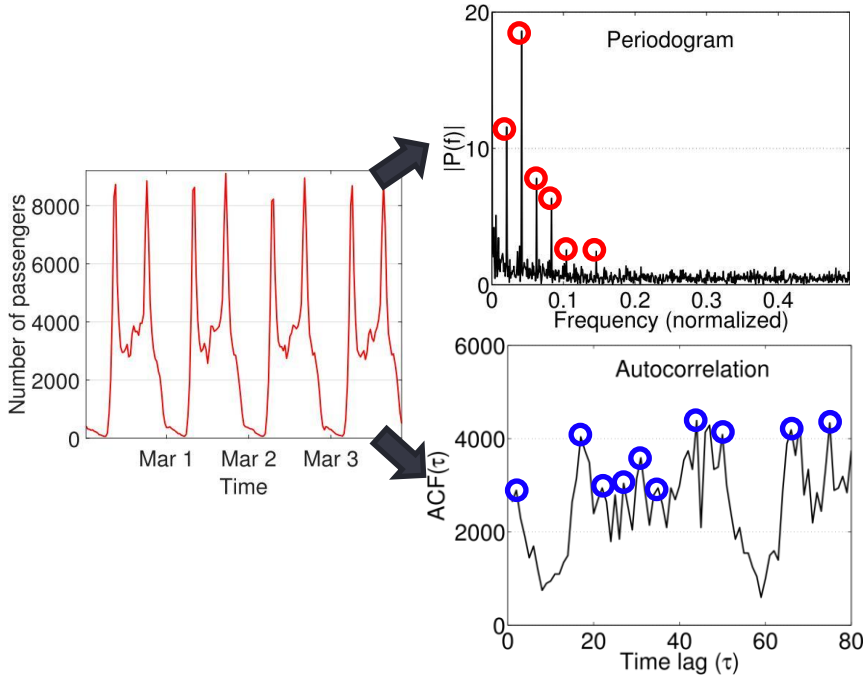 Number of passengers
8000
6000
4000
2000
0
Mar 1 Mar 2 Mar 3
Time
Periodogram
|P(f)|
20
10
0
0 0.1 0.2 0.3 0.4
Frequency (normalized)
Autocorrelation
ACF(τ)
6000
4000
2000
0
0 20 40 60 80
Time lag (τ)